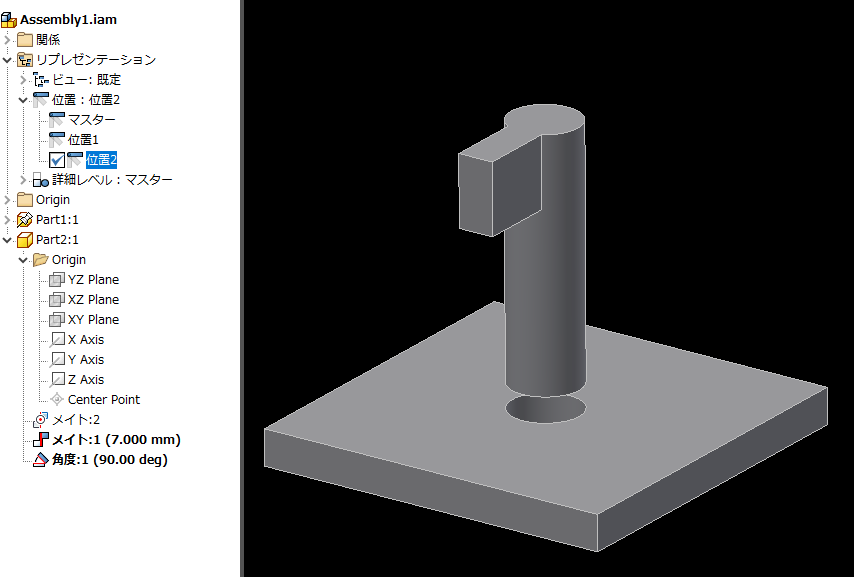 Assembly1.iam
関係
リプレゼンテーション
ビュー: 既定
位置 : 位置2
マスター
位置1
位置2
詳細レベル : マスター
Origin
Part1:1
Part2:1
Origin
YZ Plane
XZ Plane
XY Plane
X Axis
Y Axis
Z Axis
Center Point
メイト:2
メイト:1 (7.000 mm)
角度:1 (90.00 deg)